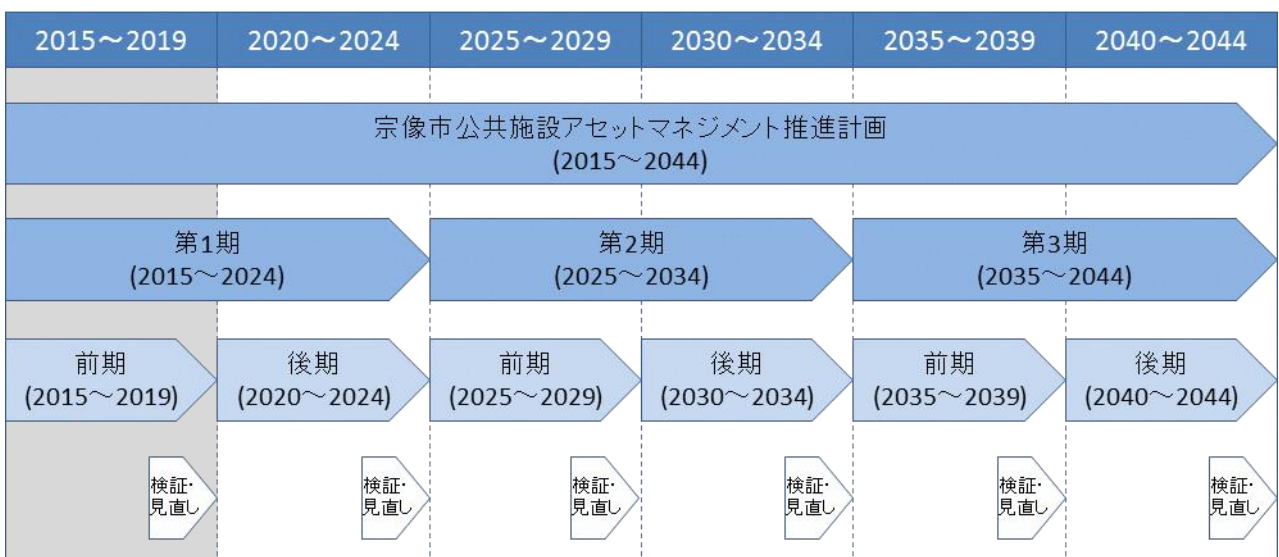 2015～2019
2020～2024
2025～2029
2030～2034
2035～2039
2040～2044
宗像市公共施設アセットマネジメント推進計画
(2015～2044)
第1期
(2015～2024)
第2期
(2025～2034)
第3期
(2035～2044)
前期
(2015～2019)
後期
(2020～2024)
前期
(2025～2029)
後期
(2030～2034)
前期
(2035～2039)
後期
(2040～2044)
検証・
見直し
検証・
見直し
検証・
見直し
検証・
見直し
検証・
見直し
検証・
見直し